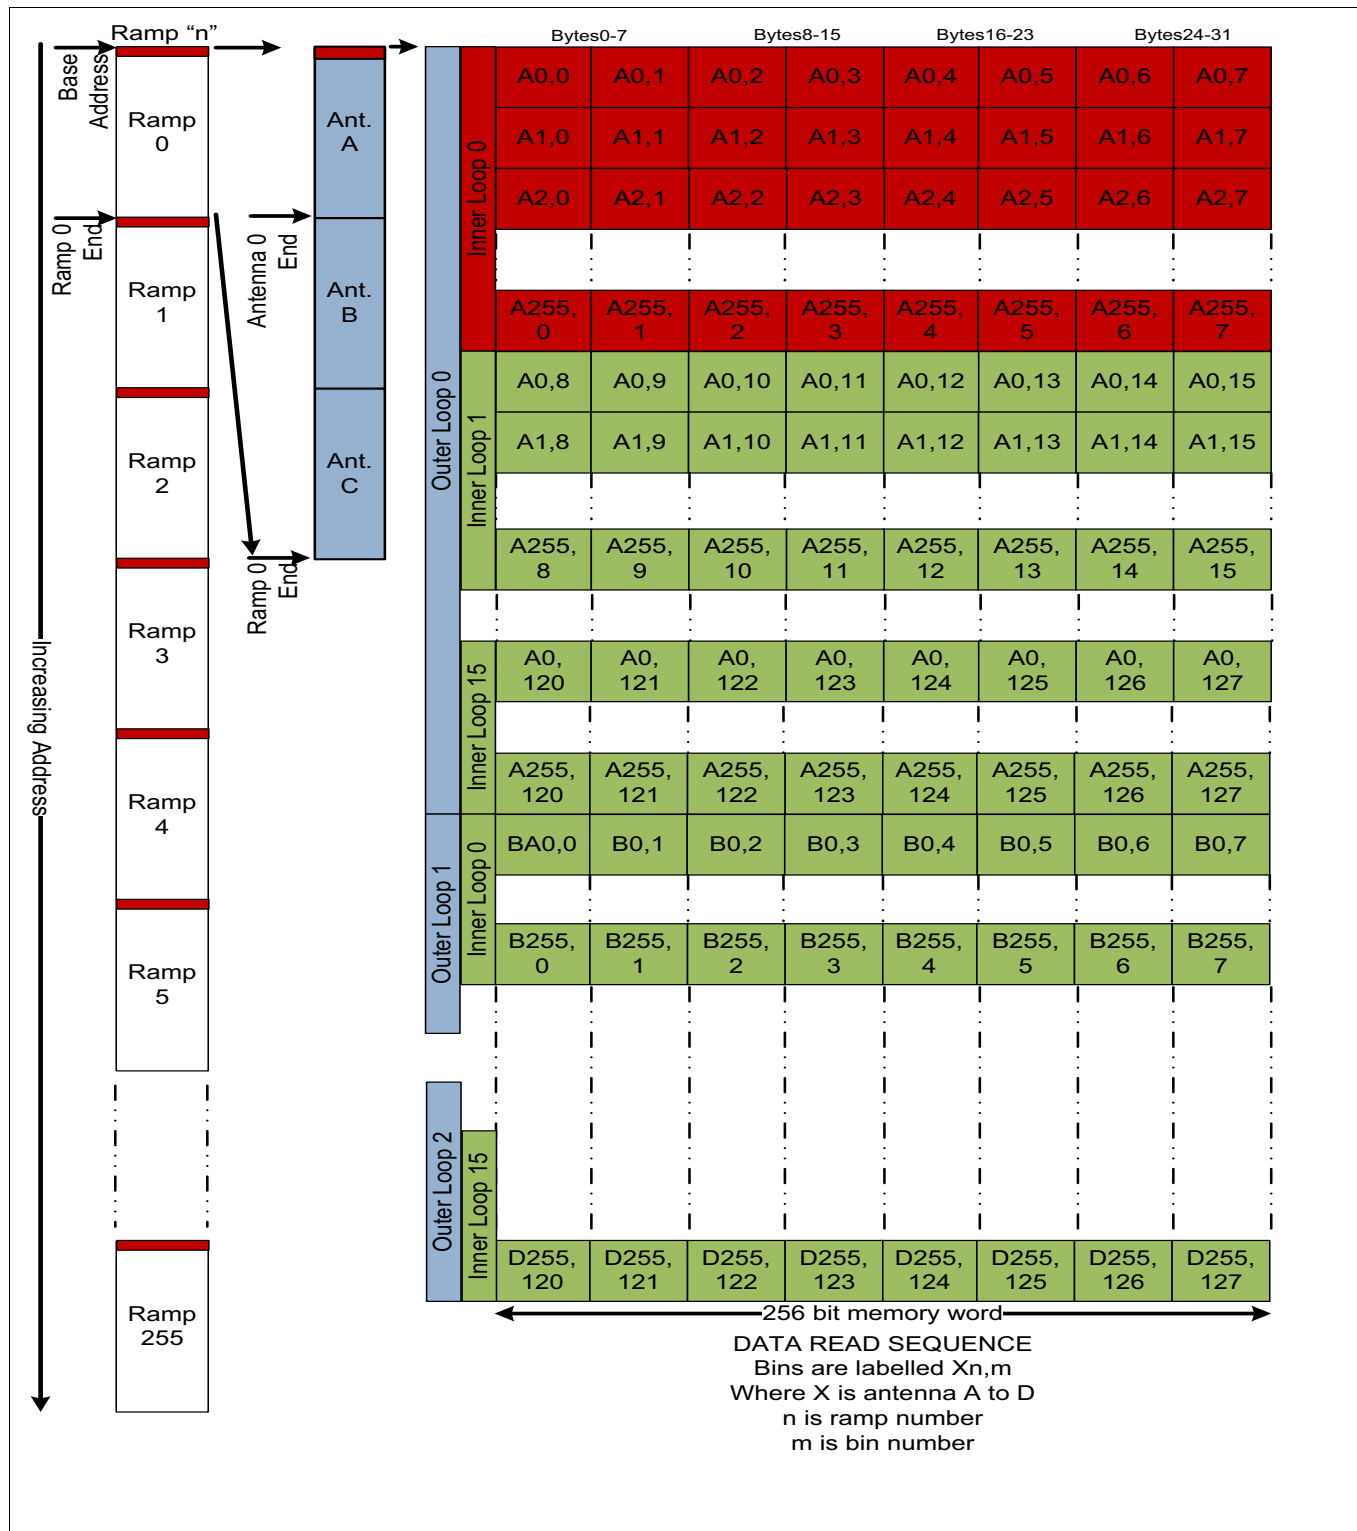 Ramp “n”
Base
Address
Ramp
0
Ramp 0
End
Ramp
1
Ramp
2
Ramp
3
Ramp
4
Ramp
5
Ramp
255
Increasing Address
Ant.
A
Antenna 0
End
Ant.
B
Ant.
C
Ramp 0
End
Bytes0-7 Bytes8-15 Bytes16-23 Bytes24-31
Outer Loop 0
Inner Loop 0
A0,0 A0,1 A0,2 A0,3 A0,4 A0,5 A0,6 A0,7
A1,0 A1,1 A1,2 A1,3 A1,4 A1,5 A1,6 A1,7
A2,0 A2,1 A2,2 A2,3 A2,4 A2,5 A2,6 A2,7
A255, A255, A255, A255, A255, A255, A255, A255,
0 1 2 3 4 5 6 7
Inner Loop 1
A0,8 A0,9 A0,10 A0,11 A0,12 A0,13 A0,14 A0,15
A1,8 A1,9 A1,10 A1,11 A1,12 A1,13 A1,14 A1,15
A255, A255, A255, A255, A255, A255, A255, A255,
8 9 10 11 12 13 14 15
Inner Loop 15
A0, A0, A0, A0, A0, A0, A0, A0,
120 121 122 123 124 125 126 127
A255, A255, A255, A255, A255, A255, A255, A255,
120 121 122 123 124 125 126 127
Outer Loop 1
Inner Loop 0
BA0,0 B0,1 B0,2 B0,3 B0,4 B0,5 B0,6 B0,7
B255, B255, B255, B255, B255, B255, B255, B255,
0 1 2 3 4 5 6 7
Outer Loop 2
Inner Loop 15
D255, D255, D255, D255, D255, D255, D255, D255,
120 121 122 123 124 125 126 127
256 bit memory word
DATA READ SEQUENCE
Bins are labelled Xn,m
Where X is antenna A to D
n is ramp number
m is bin number